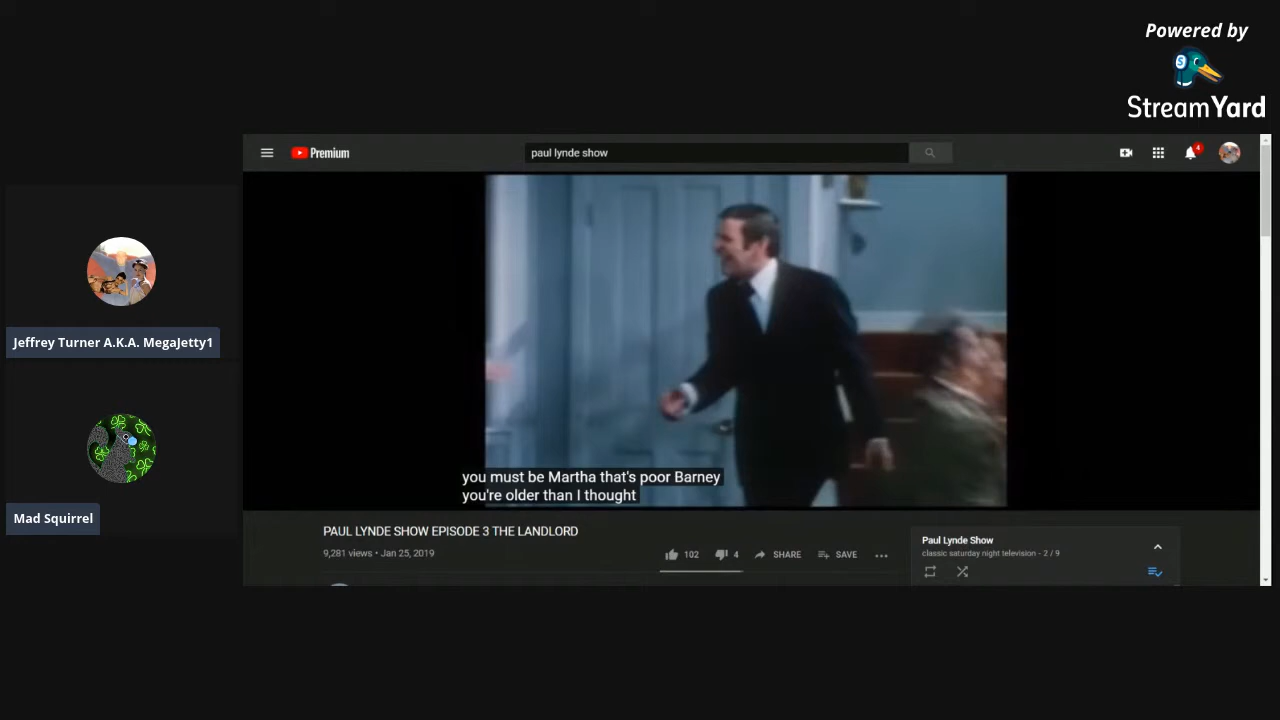 Powered by
StreamYard
Premium
paul lynde show
4
Jeffrey Turner A.K.A. MegaJetty1
Mad Squirrel
you must be Martha that's poor Barney
you're older than I thought
PAUL LYNDE SHOW EPISODE 3 THE LANDLORD
9,281 views • Jan 25, 2019
102
4
SHARE
SAVE
Paul Lynde Show
classic saturday night television - 2 / 9